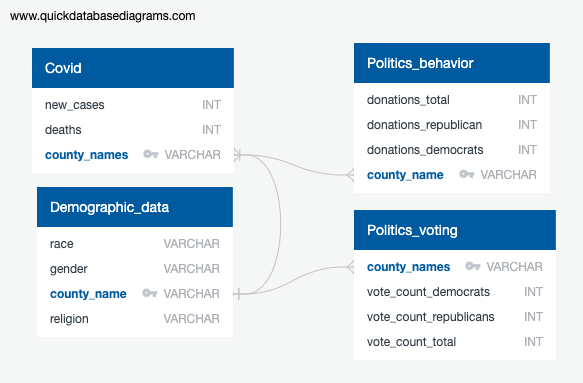 www.quickdatabasediagrams.com
Covid
new_cases INT
deaths INT
county_names VARCHAR
Demographic_data
race VARCHAR
gender VARCHAR
county_name VARCHAR
religion VARCHAR
Politics_behavior
donations_total INT
donations_republican INT
donations_democrats INT
county_name VARCHAR
Politics_voting
county_names VARCHAR
vote_count_democrats INT
vote_count_republicans INT
vote_count_total INT